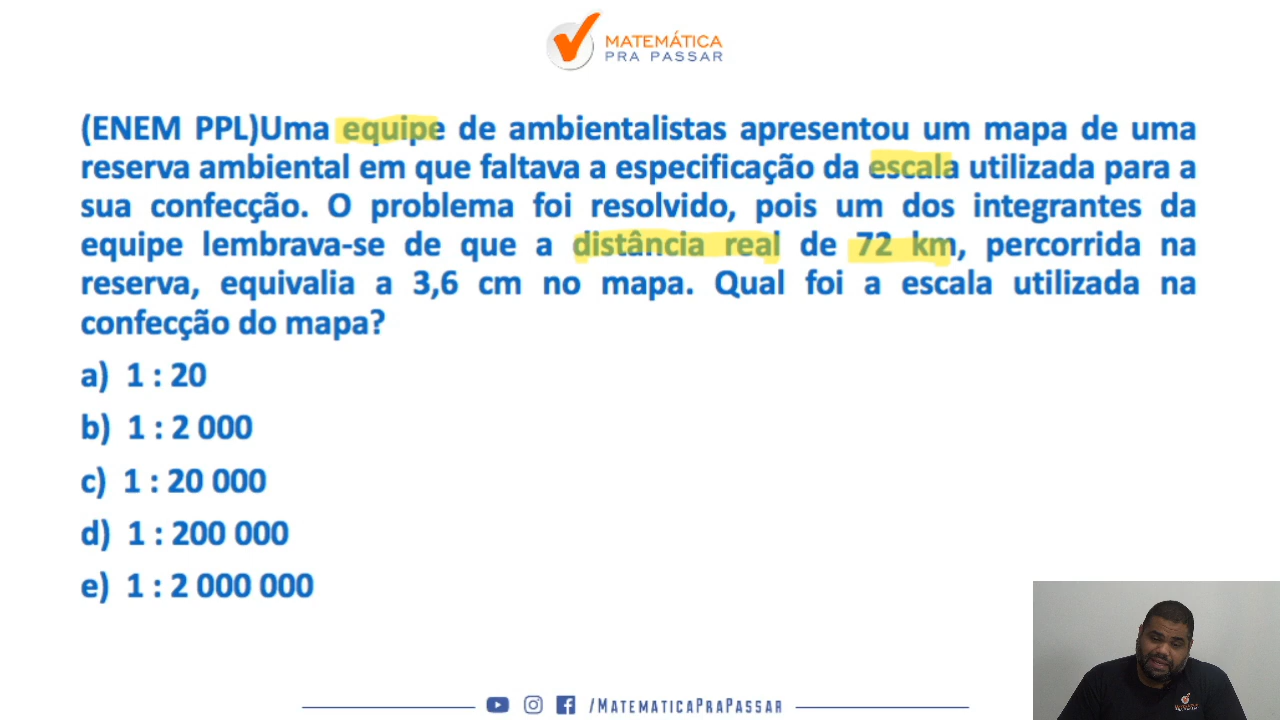 MATEMÁTICA
PRA PASSAR
(ENEM PPL)Uma equipe de ambientalistas apresentou um mapa de uma
reserva ambiental em que faltava a especificação da escala utilizada para a
sua confecção. O problema foi resolvido, pois um dos integrantes da
equipe lembrava-se de que a distância real de 72 km, percorrida na
reserva, equivalia a 3,6 cm no mapa. Qual foi a escala utilizada na
confecção do mapa?
a) 1 : 20
b) 1 : 2 000
c) 1 : 20 000
d) 1 : 200 000
e) 1 : 2 000 000
/MATEMATICAPRAPASSAR